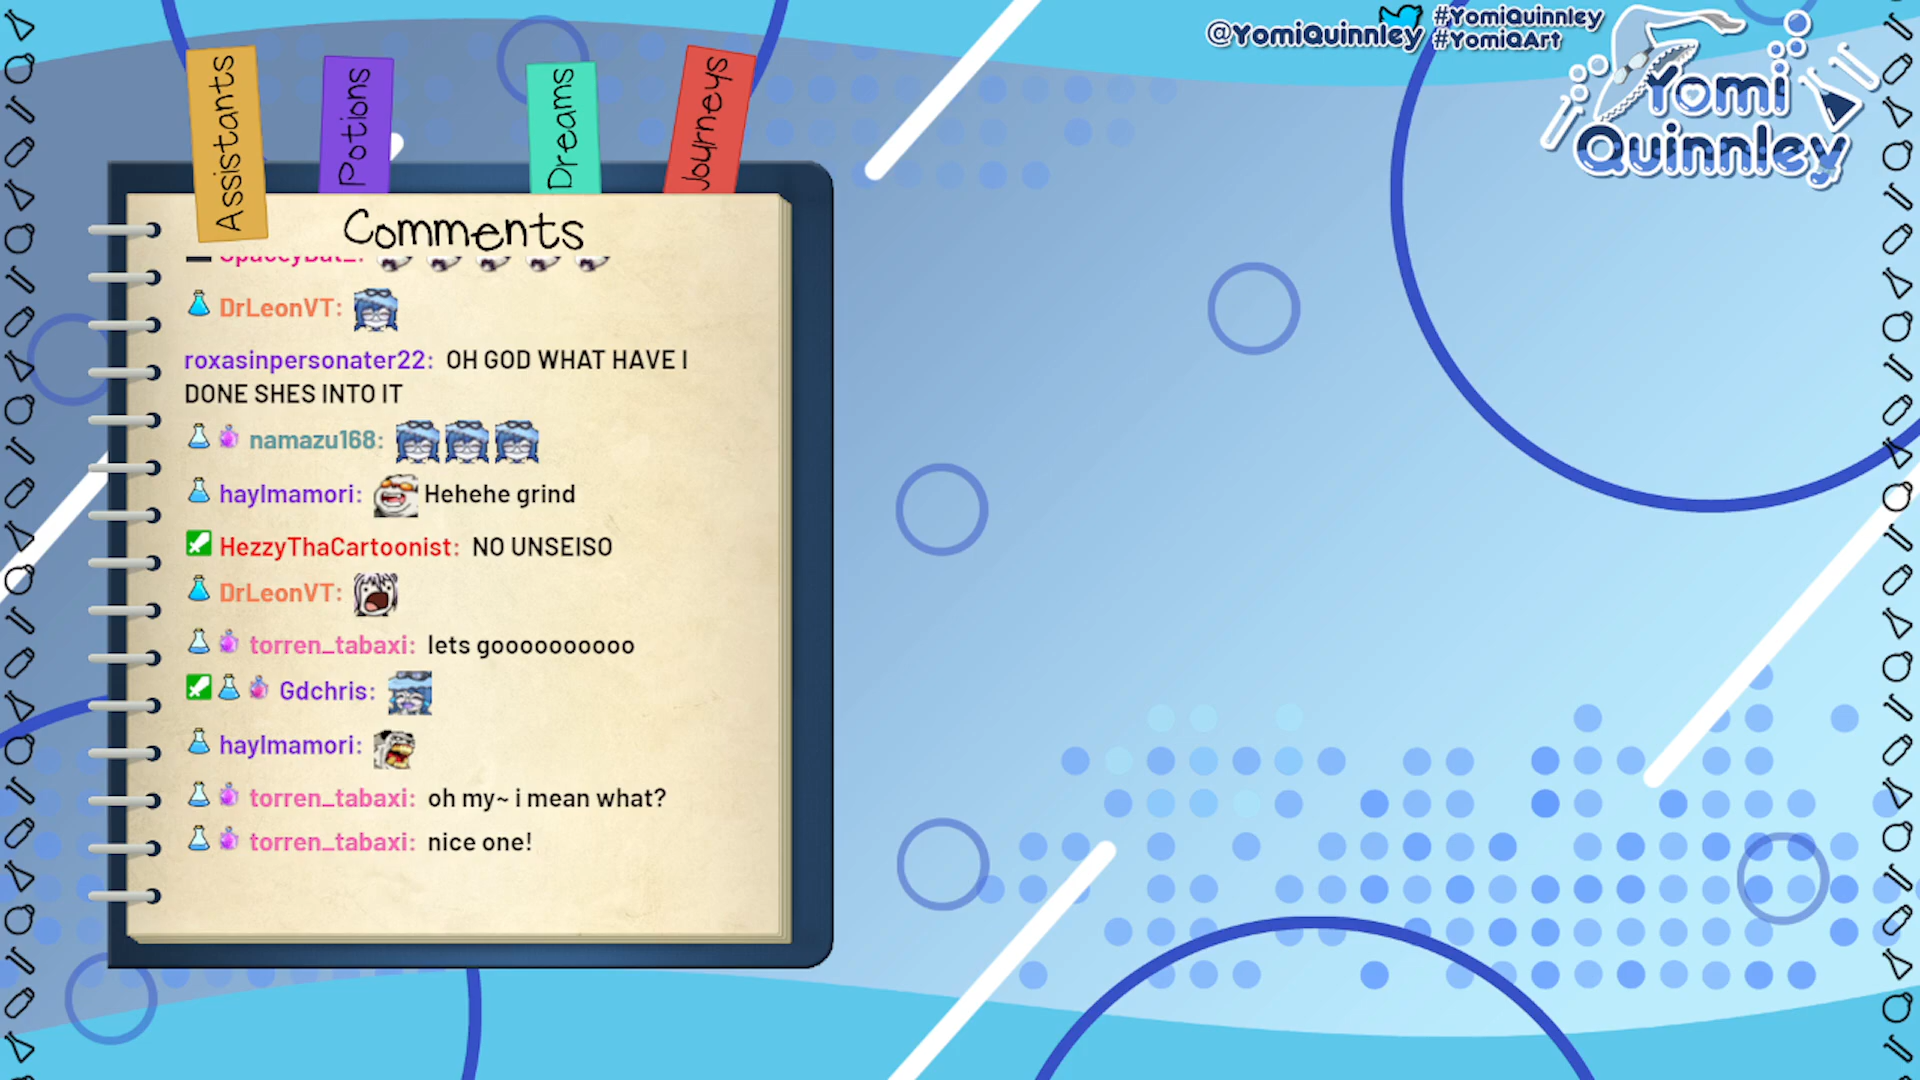 @YomiQuinnley
#YomiQuinnley
#YomiQArt
Yomi
Quinnley
Assistants
Potions
Dreams
Journeys
Comments
SpaceyBat_:
DrLeonVT:
roxasinpersonater22: OH GOD WHAT HAVE I
DONE SHES INTO IT
namazu168:
haylmamori: Hehehe grind
HezzyThaCartoonist: NO UNSEISO
DrLeonVT:
torren_tabaxi: lets goooooooooo
Gdchris:
haylmamori:
torren_tabaxi: oh my~ i mean what?
torren_tabaxi: nice one!